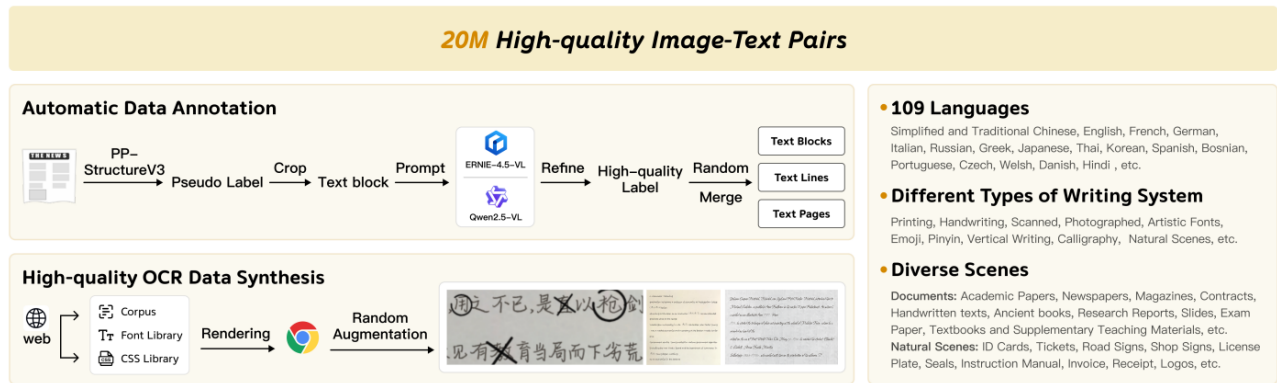 20M High-quality Image-Text Pairs
Automatic Data Annotation
THE NEWS
PP-
StructureV3
Pseudo Label
Crop
Text block
Prompt
ERNIE-4.5-VL
Qwen2.5-VL
Refine
High-quality
Label
Random
Merge
Text Blocks
Text Lines
Text Pages
High-quality OCR Data Synthesis
web
Corpus
Font Library
CSS Library
Rendering
Random
Augmentation
之不已,是以枪创
见有育当局而下劣荒
• 109 Languages
Simplified and Traditional Chinese, English, French, German,
Italian, Russian, Greek, Japanese, Thai, Korean, Spanish, Bosnian,
Portuguese, Czech, Welsh, Danish, Hindi , etc.
• Different Types of Writing System
Printing, Handwriting, Scanned, Photographed, Artistic Fonts,
Emoji, Pinyin, Vertical Writing, Calligraphy, Natural Scenes, etc.
• Diverse Scenes
Documents: Academic Papers, Newspapers, Magazines, Contracts,
Handwritten texts, Ancient books, Research Reports, Slides, Exam
Paper, Textbooks and Supplementary Teaching Materials, etc.
Natural Scenes: ID Cards, Tickets, Road Signs, Shop Signs, License
Plate, Seals, Instruction Manual, Invoice, Receipt, Logos, etc.